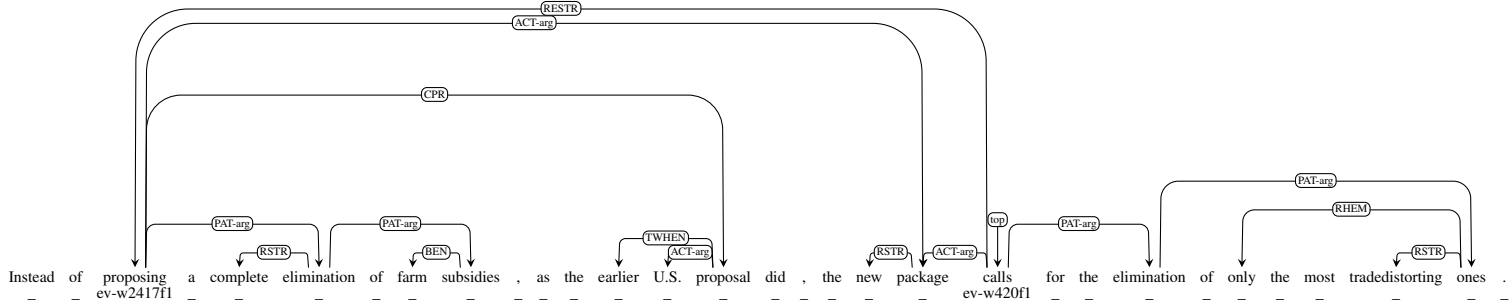 RESTR
ACT-arg
CPR
PAT-arg
top
PAT-arg PAT-arg PAT-arg
RHEM
TWHEN
RSTR BEN ACT-arg RSTR ACT-arg RSTR
Instead of proposing a complete elimination of farm subsidies , as the earlier U.S. proposal did , the new package calls for the elimination of only the most tradedistorting ones
_ _ ev-w2417f1 _ _ _ _ _ _ _ _ _ _ _ _ _ _ _ _ _ ev-w420f1 _ _ _ _ _ _ _ _ _